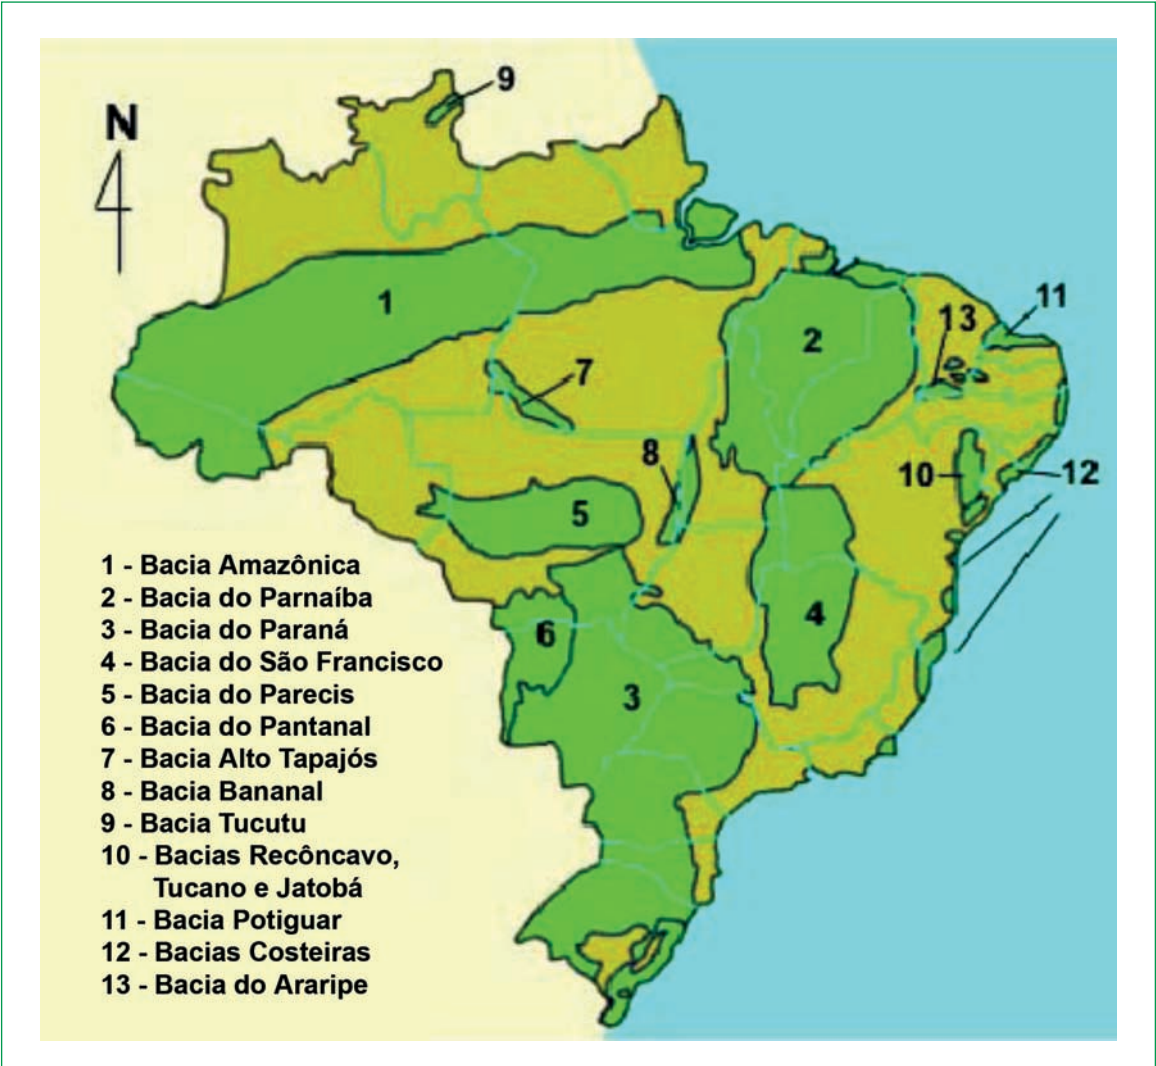 9
N
11
13
1
2
7
8
10
12
5
4
6
3
1 - Bacia Amazônica
2 - Bacia do Parnaíba
3 - Bacia do Paraná
4 - Bacia do São Francisco
5 - Bacia do Parecis
6 - Bacia do Pantanal
7 - Bacia Alto Tapajós
8 - Bacia Bananal
9 - Bacia Tucutu
10 - Bacias Recôncavo,
Tucano e Jatobá
11 - Bacia Potiguar
12 - Bacias Costeiras
13 - Bacia do Araripe